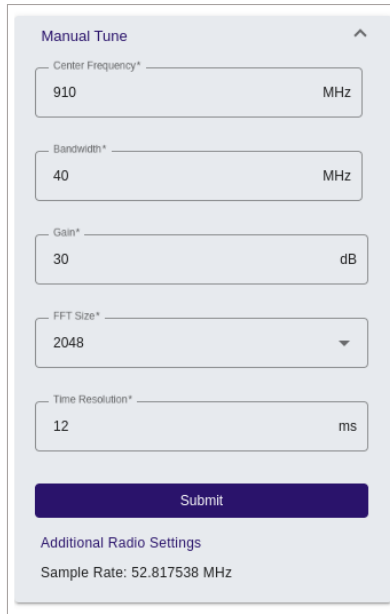 Manual Tune
Center Frequency*
910 MHz
Bandwidth*
40 MHz
Gain*
30 dB
FFT Size*
2048
Time Resolution*
12 ms
Submit
Additional Radio Settings
Sample Rate: 52.817538 MHz